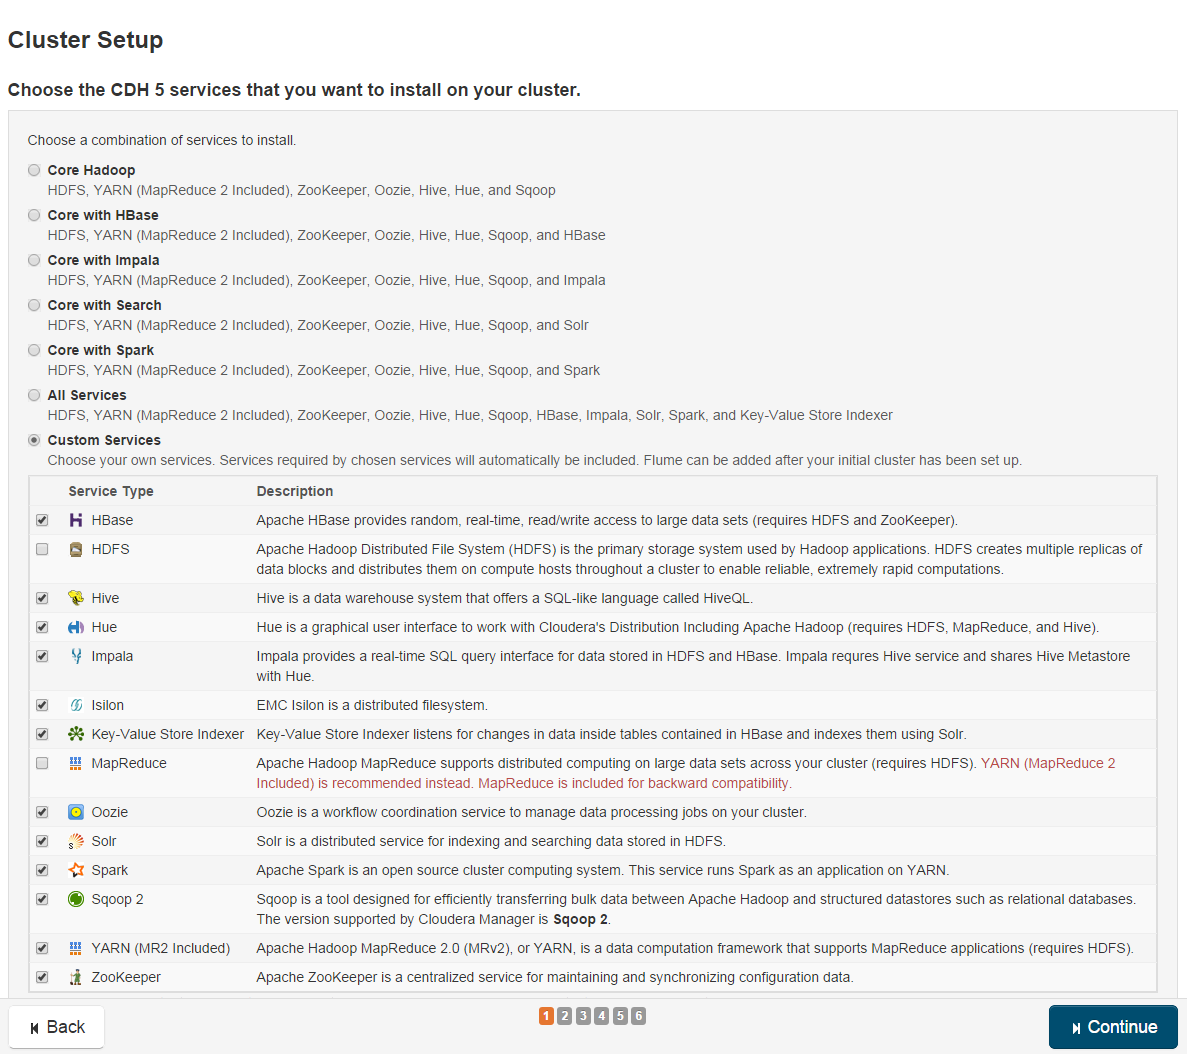 Cluster Setup
Choose the CDH 5 services that you want to install on your cluster.
Choose a combination of services to install.
Core Hadoop
HDFS, YARN (MapReduce 2 Included), ZooKeeper, Oozie, Hive, Hue, and Sqoop
Core with HBase
HDFS, YARN (MapReduce 2 Included), ZooKeeper, Oozie, Hive, Hue, Sqoop, and HBase
Core with Impala
HDFS, YARN (MapReduce 2 Included), ZooKeeper, Oozie, Hive, Hue, Sqoop, and Impala
Core with Search
HDFS, YARN (MapReduce 2 Included), ZooKeeper, Oozie, Hive, Hue, Sqoop, and Solr
Core with Spark
HDFS, YARN (MapReduce 2 Included), ZooKeeper, Oozie, Hive, Hue, Sqoop, and Spark
All Services
HDFS, YARN (MapReduce 2 Included), ZooKeeper, Oozie, Hive, Hue, Sqoop, HBase, Impala, Solr, Spark, and Key-Value Store Indexer
Custom Services
Choose your own services. Services required by chosen services will automatically be included. Flume can be added after your initial cluster has been set up.
Service Type Description
HBase Apache HBase provides random, real-time, read/write access to large data sets (requires HDFS and ZooKeeper).
HDFS Apache Hadoop Distributed File System (HDFS) is the primary storage system used by Hadoop applications. HDFS creates multiple replicas of
data blocks and distributes them on compute hosts throughout a cluster to enable reliable, extremely rapid computations.
Hive Hive is a data warehouse system that offers a SQL-like language called HiveQL.
Hue Hue is a graphical user interface to work with Cloudera's Distribution Including Apache Hadoop (requires HDFS, MapReduce, and Hive).
Impala Impala provides a real-time SQL query interface for data stored in HDFS and HBase. Impala requres Hive service and shares Hive Metastore
with Hue.
Isilon EMC Isilon is a distributed filesystem.
Key-Value Store Indexer Key-Value Store Indexer listens for changes in data inside tables contained in HBase and indexes them using Solr.
MapReduce Apache Hadoop MapReduce supports distributed computing on large data sets across your cluster (requires HDFS). YARN (MapReduce 2
Included) is recommended instead. MapReduce is included for backward compatibility.
Oozie Oozie is a workflow coordination service to manage data processing jobs on your cluster.
Solr Solr is a distributed service for indexing and searching data stored in HDFS.
Spark Apache Spark is an open source cluster computing system. This service runs Spark as an application on YARN.
Sqoop 2 Sqoop is a tool designed for efficiently transferring bulk data between Apache Hadoop and structured datastores such as relational databases.
The version supported by Cloudera Manager is Sqoop 2.
YARN (MR2 Included) Apache Hadoop MapReduce 2.0 (MRv2), or YARN, is a data computation framework that supports MapReduce applications (requires HDFS).
ZooKeeper Apache ZooKeeper is a centralized service for maintaining and synchronizing configuration data.
Back 1 2 3 4 5 6 Continue